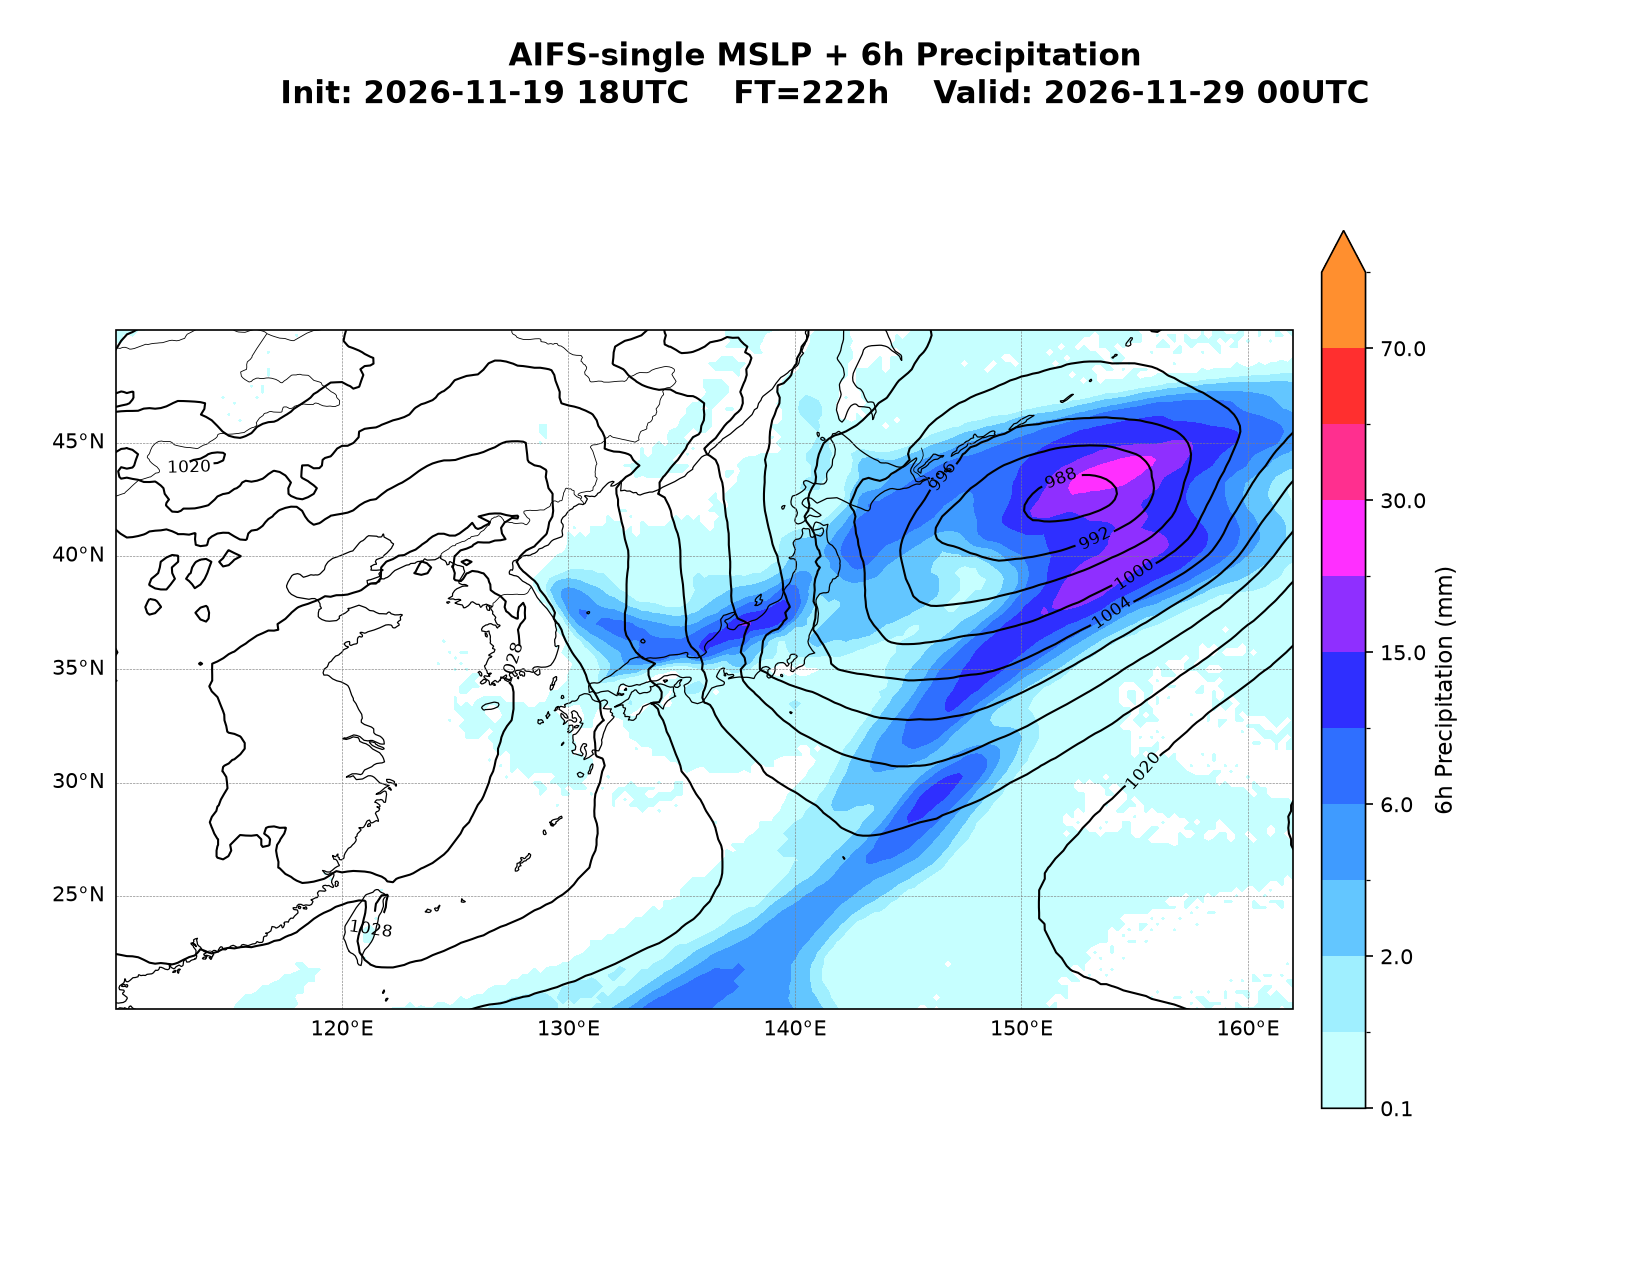 AIFS-single MSLP + 6h Precipitation
Init: 2026-11-19 18UTC    FT=222h    Valid: 2026-11-29 00UTC
70.0
30.0
15.0
6.0
2.0
0.1
6h Precipitation (mm)
45°N
40°N
35°N
30°N
25°N
120°E
130°E
140°E
150°E
160°E
1020
996
988
992
1000
1004
1028
1020
1028